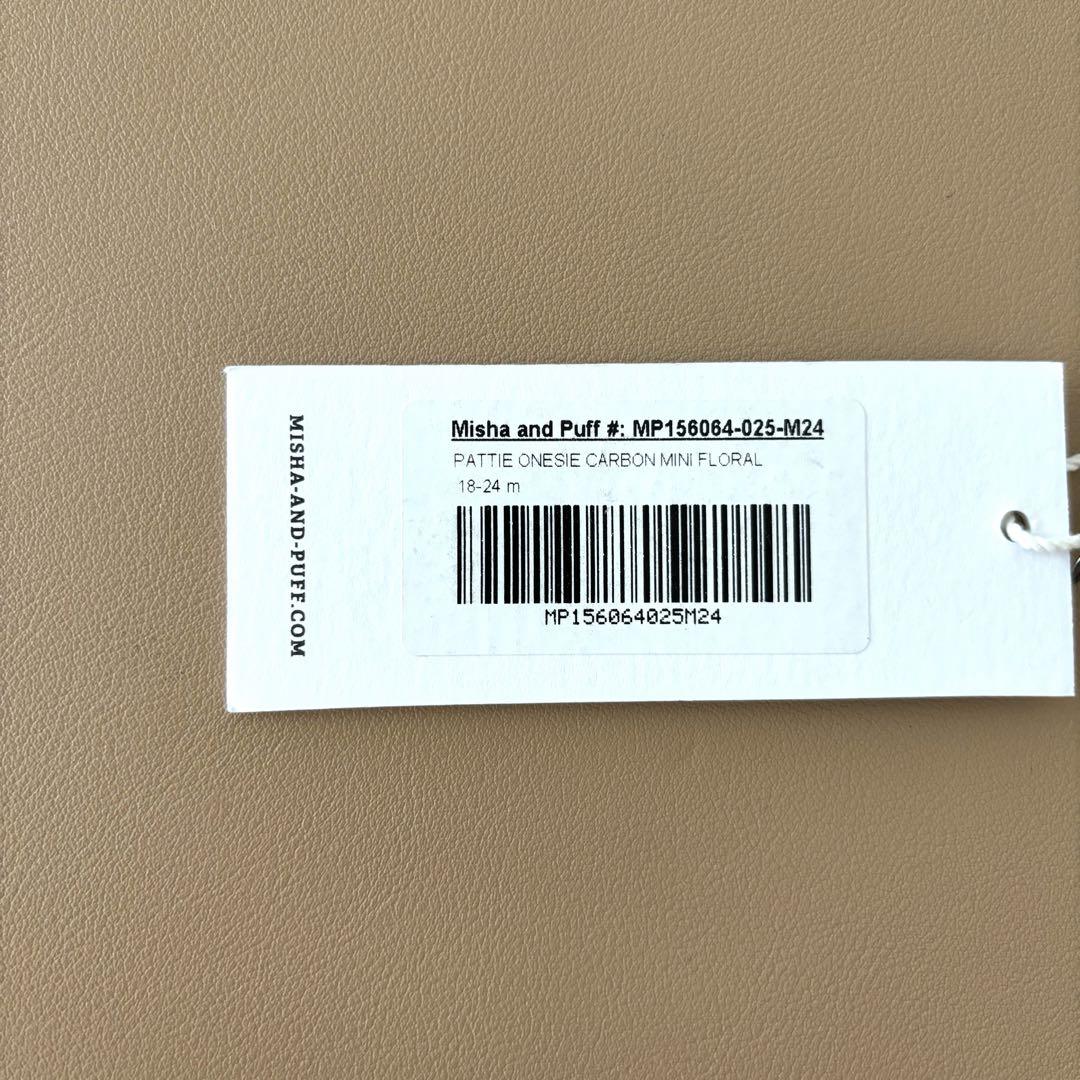 MISHA-AND-PUFF.COM
Misha and Puff #: MP156064-025-M24
PATTIE ONESIE CARBON MINI FLORAL
18-24 m
MP156064025M24